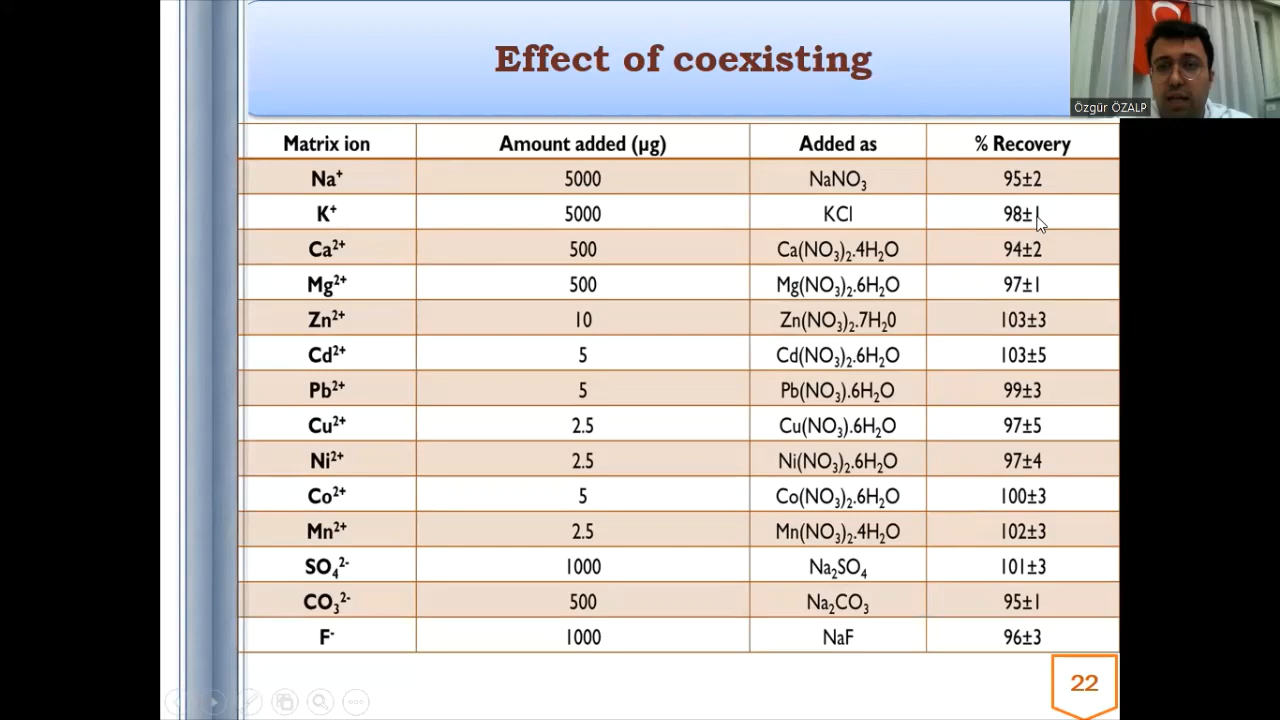 Effect of coexisting
Özgür ÖZALP
Matrix ion Amount added (µg) Added as % Recovery
Na⁺ 5000 NaNO₃ 95±2
K⁺ 5000 KCl 98±1
Ca²⁺ 500 Ca(NO₃)₂.4H₂O 94±2
Mg²⁺ 500 Mg(NO₃)₂.6H₂O 97±1
Zn²⁺ 10 Zn(NO₃)₂.7H₂0 103±3
Cd²⁺ 5 Cd(NO₃)₂.6H₂O 103±5
Pb²⁺ 5 Pb(NO₃).6H₂O 99±3
Cu²⁺ 2.5 Cu(NO₃).6H₂O 97±5
Ni²⁺ 2.5 Ni(NO₃)₂.6H₂O 97±4
Co²⁺ 5 Co(NO₃)₂.6H₂O 100±3
Mn²⁺ 2.5 Mn(NO₃)₂.4H₂O 102±3
SO₄²⁻ 1000 Na₂SO₄ 101±3
CO₃²⁻ 500 Na₂CO₃ 95±1
F⁻ 1000 NaF 96±3
22